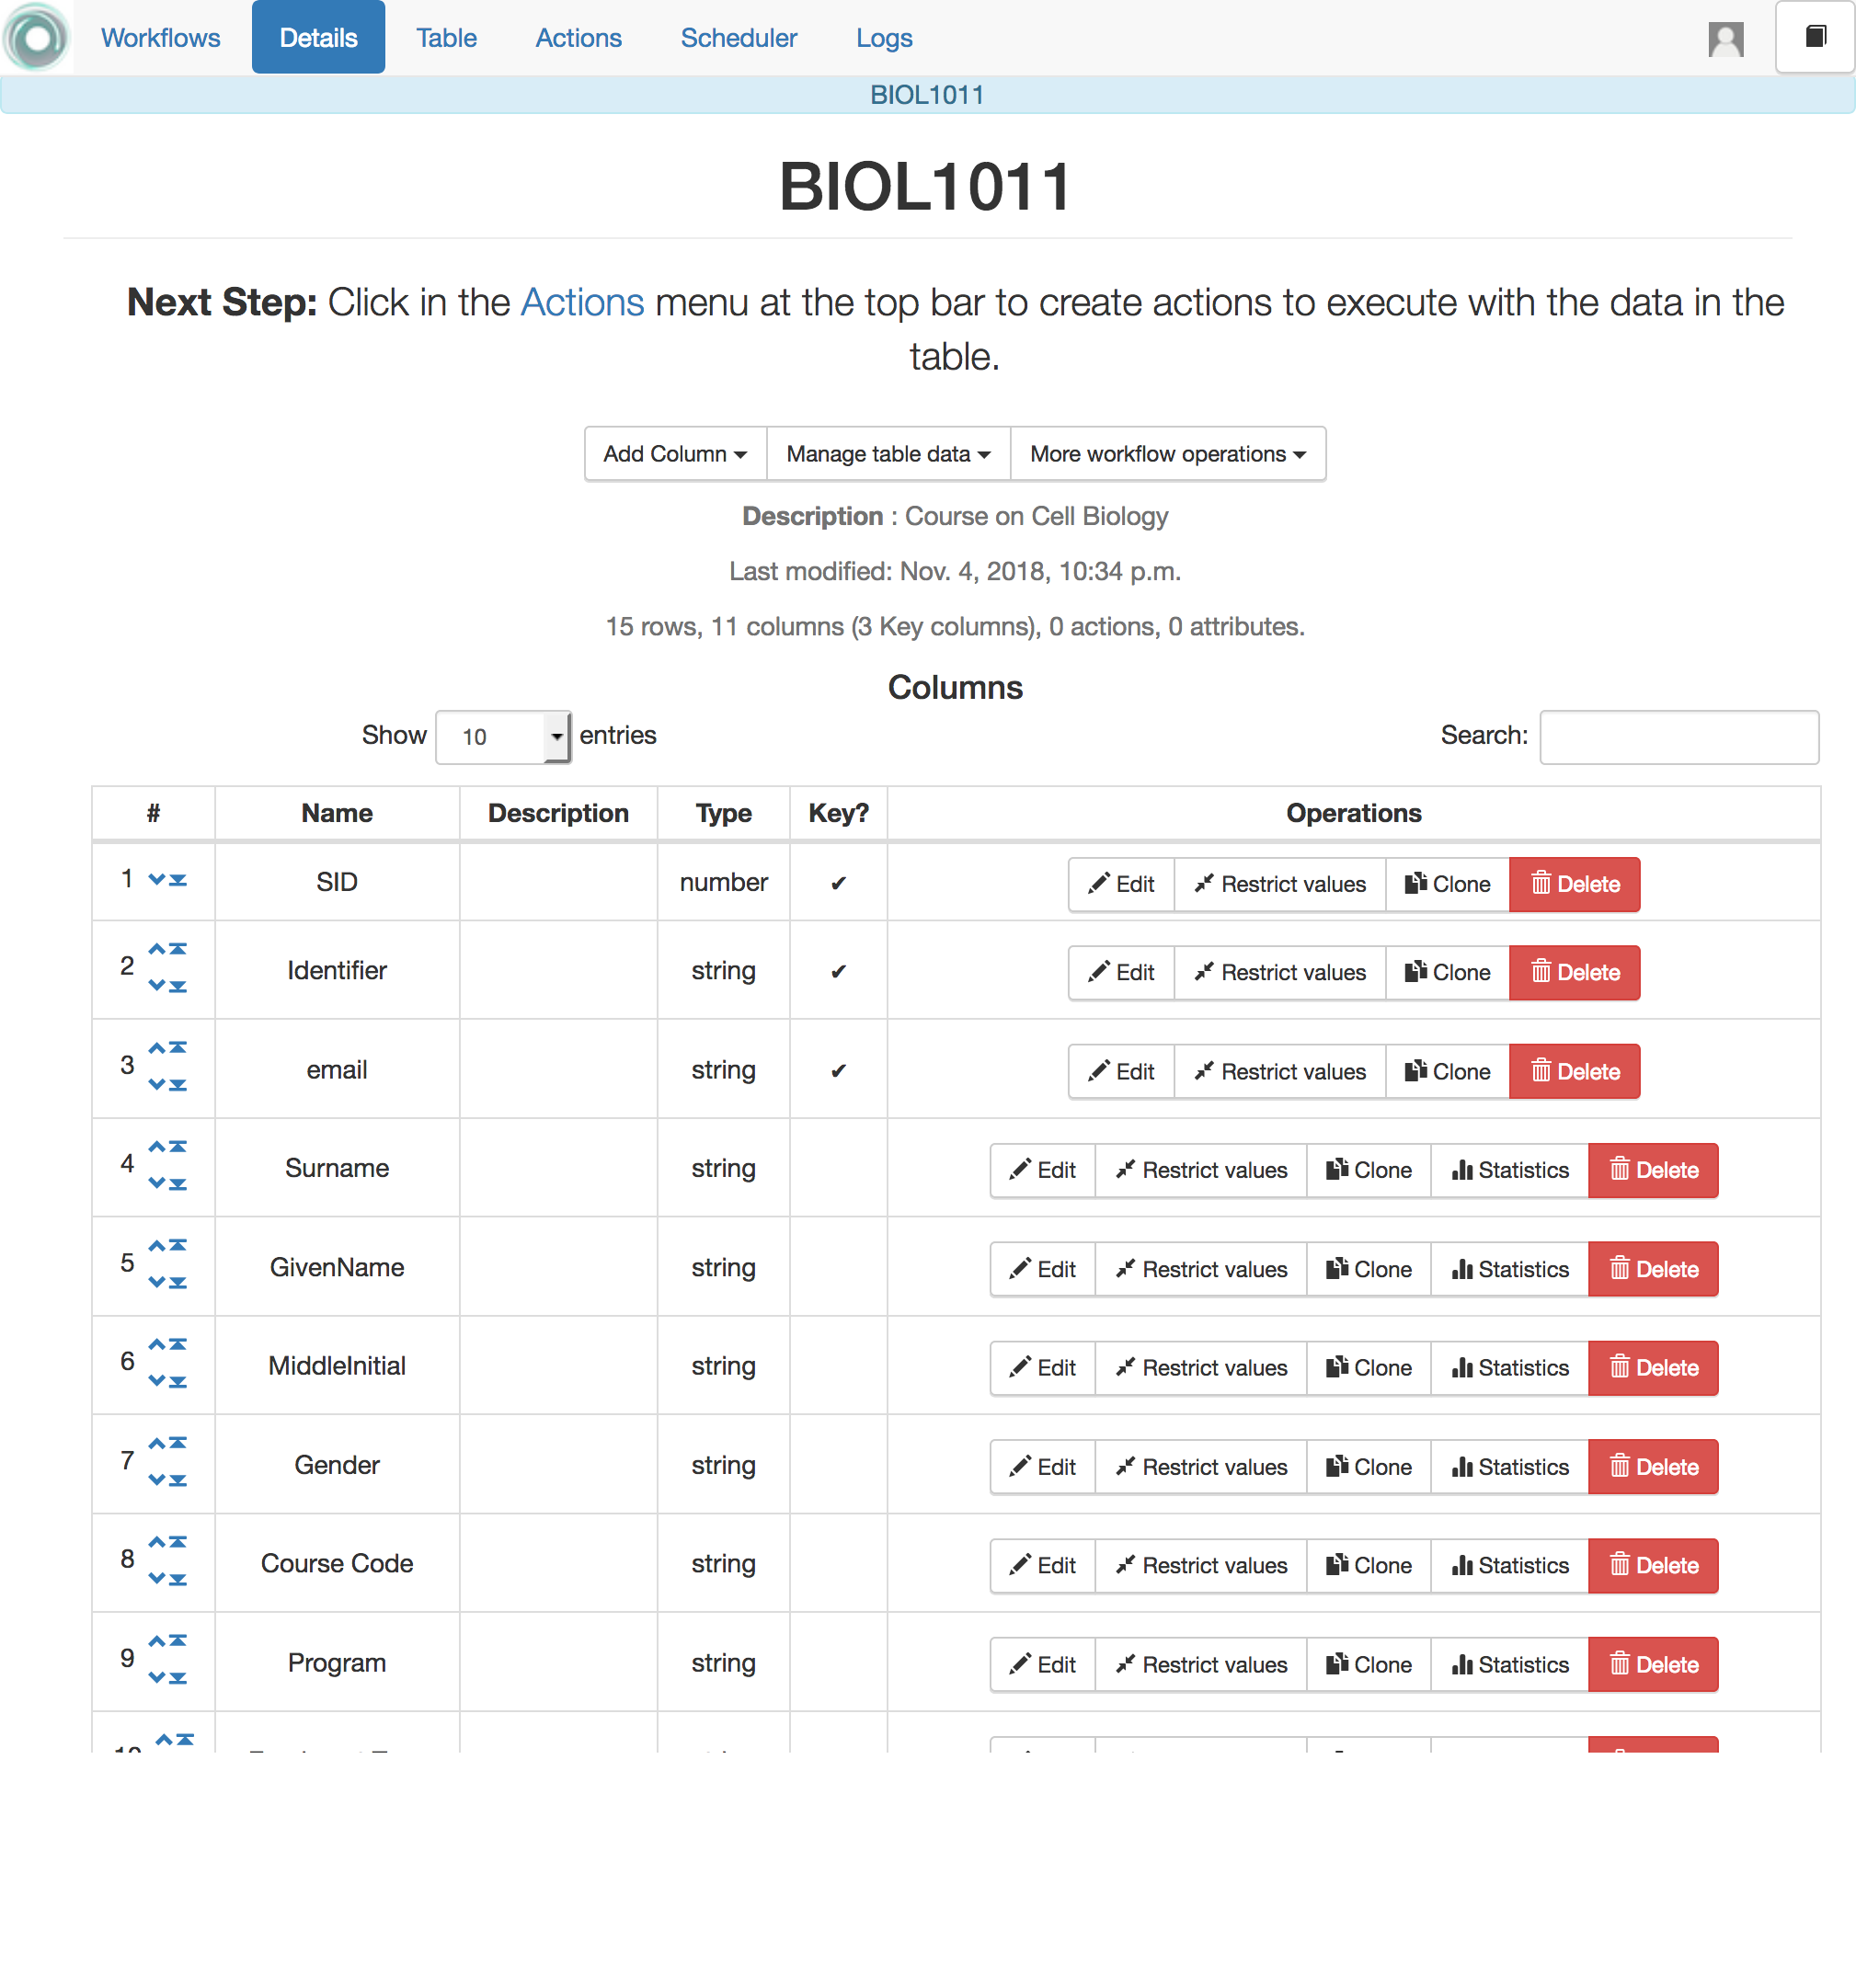 Workflows Details Table Actions Scheduler Logs
BIOL1011
BIOL1011
Next Step: Click in the Actions menu at the top bar to create actions to execute with the data in the
table.
Add Column Manage table data More workflow operations
Description : Course on Cell Biology
Last modified: Nov. 4, 2018, 10:34 p.m.
15 rows, 11 columns (3 Key columns), 0 actions, 0 attributes.
Columns
Show 10 entries Search:
# Name Description Type Key? Operations
1 SID number ✔ Edit Restrict values Clone Delete
2 Identifier string ✔ Edit Restrict values Clone Delete
3 email string ✔ Edit Restrict values Clone Delete
4 Surname string Edit Restrict values Clone Statistics Delete
5 GivenName string Edit Restrict values Clone Statistics Delete
6 MiddleInitial string Edit Restrict values Clone Statistics Delete
7 Gender string Edit Restrict values Clone Statistics Delete
8 Course Code string Edit Restrict values Clone Statistics Delete
9 Program string Edit Restrict values Clone Statistics Delete